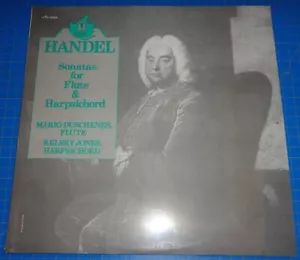 HANDEL
Sonatas
for
Flute
&
Harpsichord
MARIO DUSCHENES,
FLUTE
KELSEY JONES,
HARPSICHORD